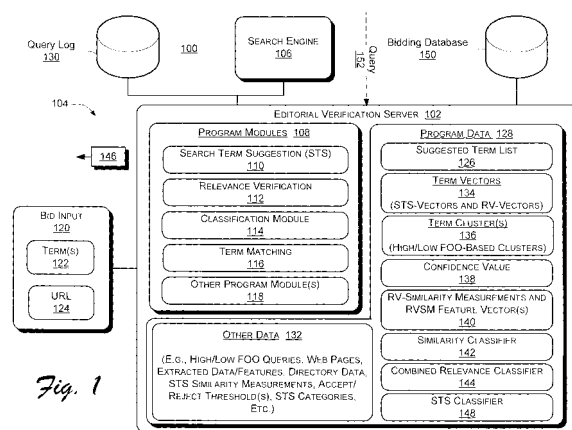 Query Log
130
100
SEARCH ENGINE
106
Query
152
Bidding Database
150
104
EDITORIAL VERIFICATION SERVER 102
146
PROGRAM MODULES 108
SEARCH TERM SUGGESTION (STS)
110
RELEVANCE VERIFICATION
112
CLASSIFICATION MODULE
114
TERM MATCHING
116
OTHER PROGRAM MODULE(S)
118
BID INPUT
120
TERM(S)
122
URL
124
PROGRAM DATA 128
SUGGESTED TERM LIST
126
TERM VECTORS
134
(STS-VECTORS AND RV-VECTORS)
TERM CLUSTER(S)
136
(HIGH/LOW FOO-BASED CLUSTERS)
CONFIDENCE VALUE
138
RV-SIMILARITY MEASUREMENTS AND
RVSM FEATURE VECTOR(S)
140
SIMILARITY CLASSIFIER
142
COMBINED RELEVANCE CLASSIFIER
144
STS CLASSIFIER
148
OTHER DATA 132
(E.G., HIGH/LOW FOO QUERIES, WEB PAGES,
EXTRACTED DATA/FEATURES, DIRECTORY DATA,
STS SIMILARITY MEASUREMENTS, ACCEPT/
REJECT THRESHOLD(S), STS CATEGORIES,
ETC.)
Fig. 1